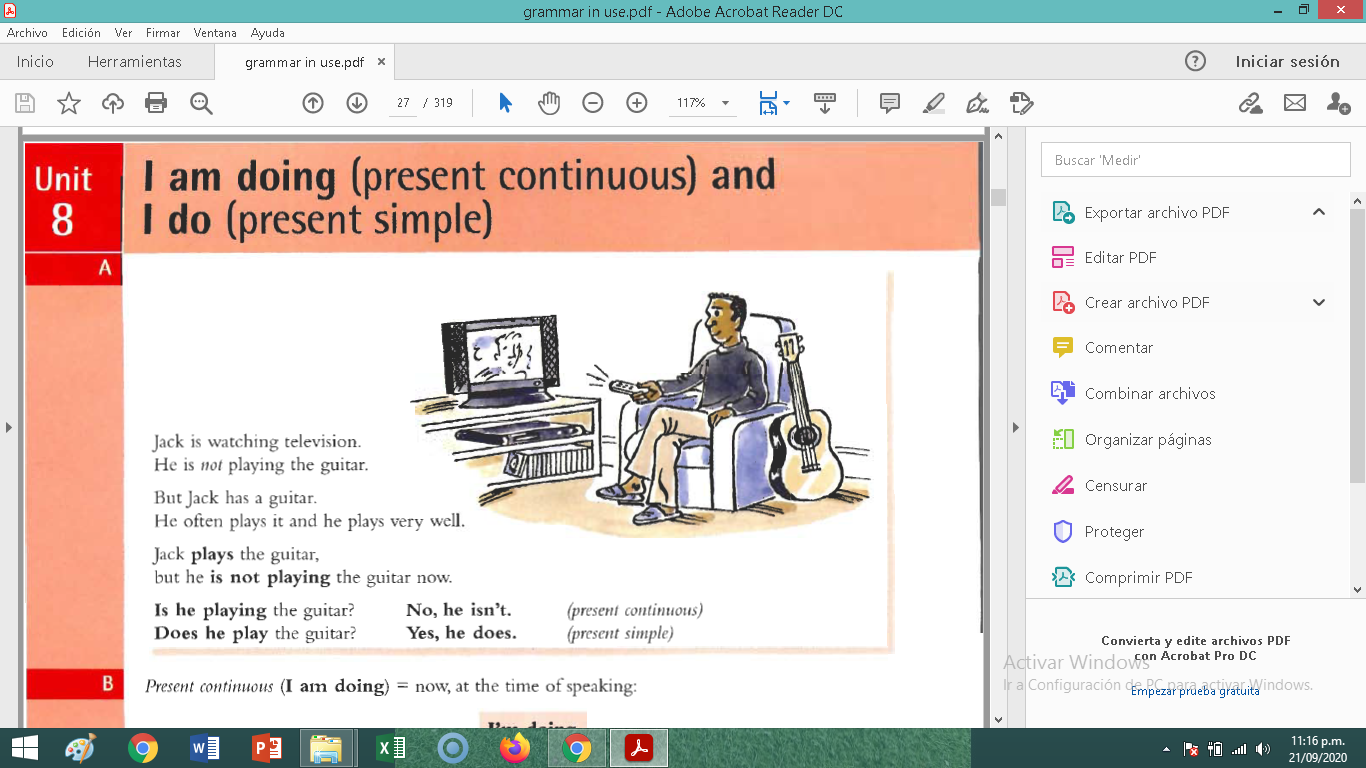 grammar in use.pdf - Adobe Acrobat Reader DC
Archivo Edición Ver Firmar Ventana Ayuda
Inicio Herramientas grammar in use.pdf × Iniciar sesión
27 / 319 117%
Unit
8
I am doing (present continuous) and
I do (present simple)
A
Jack is watching television.
He is not playing the guitar.
But Jack has a guitar.
He often plays it and he plays very well.
Jack plays the guitar,
but he is not playing the guitar now.
Is he playing the guitar? No, he isn't. (present continuous)
Does he play the guitar? Yes, he does. (present simple)
B
Present continuous (I am doing) = now, at the time of speaking:
I'm doing
Buscar 'Medir'
Exportar archivo PDF
Editar PDF
Crear archivo PDF
Comentar
Combinar archivos
Organizar páginas
Censurar
Proteger
Comprimir PDF
Convierta y edite archivos PDF
con Acrobat Pro DC
Empezar prueba gratuita
Activar Windows
Ir a Configuración de PC para activar Windows.
11:16 p.m.
21/09/2020